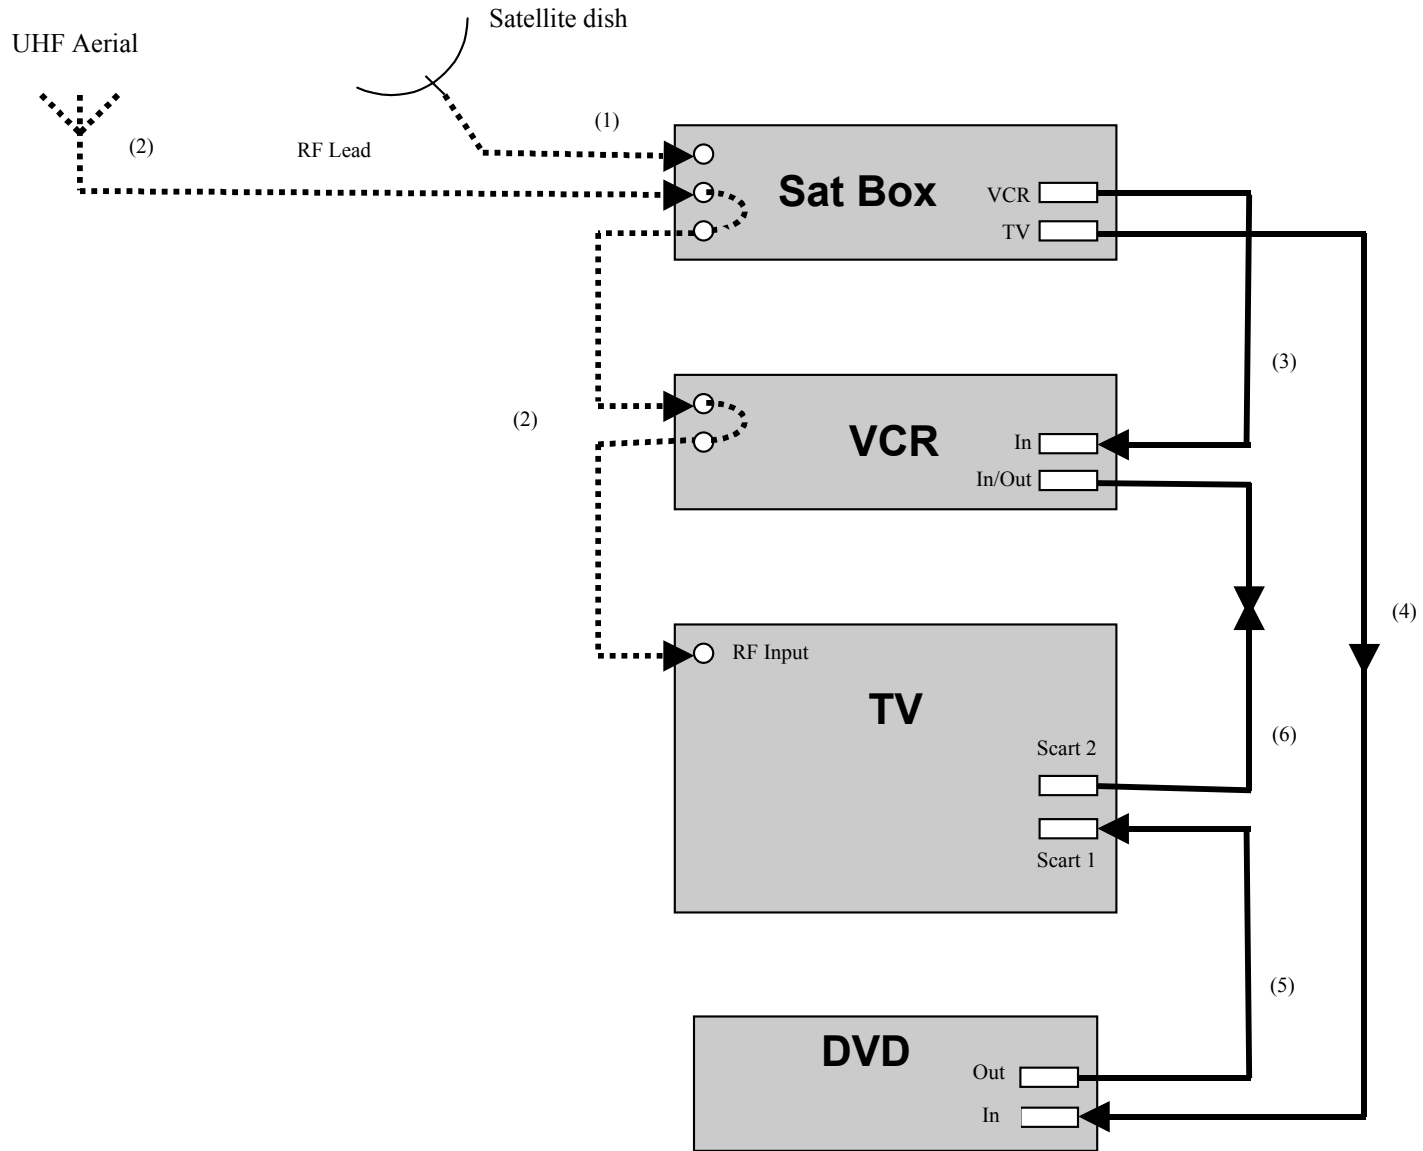 Satellite dish
UHF Aerial
(1)
(2)
RF Lead
Sat Box
VCR
TV
(3)
(2)
VCR
In
In/Out
(4)
RF Input
TV
(6)
Scart 2
Scart 1
(5)
DVD
Out
In